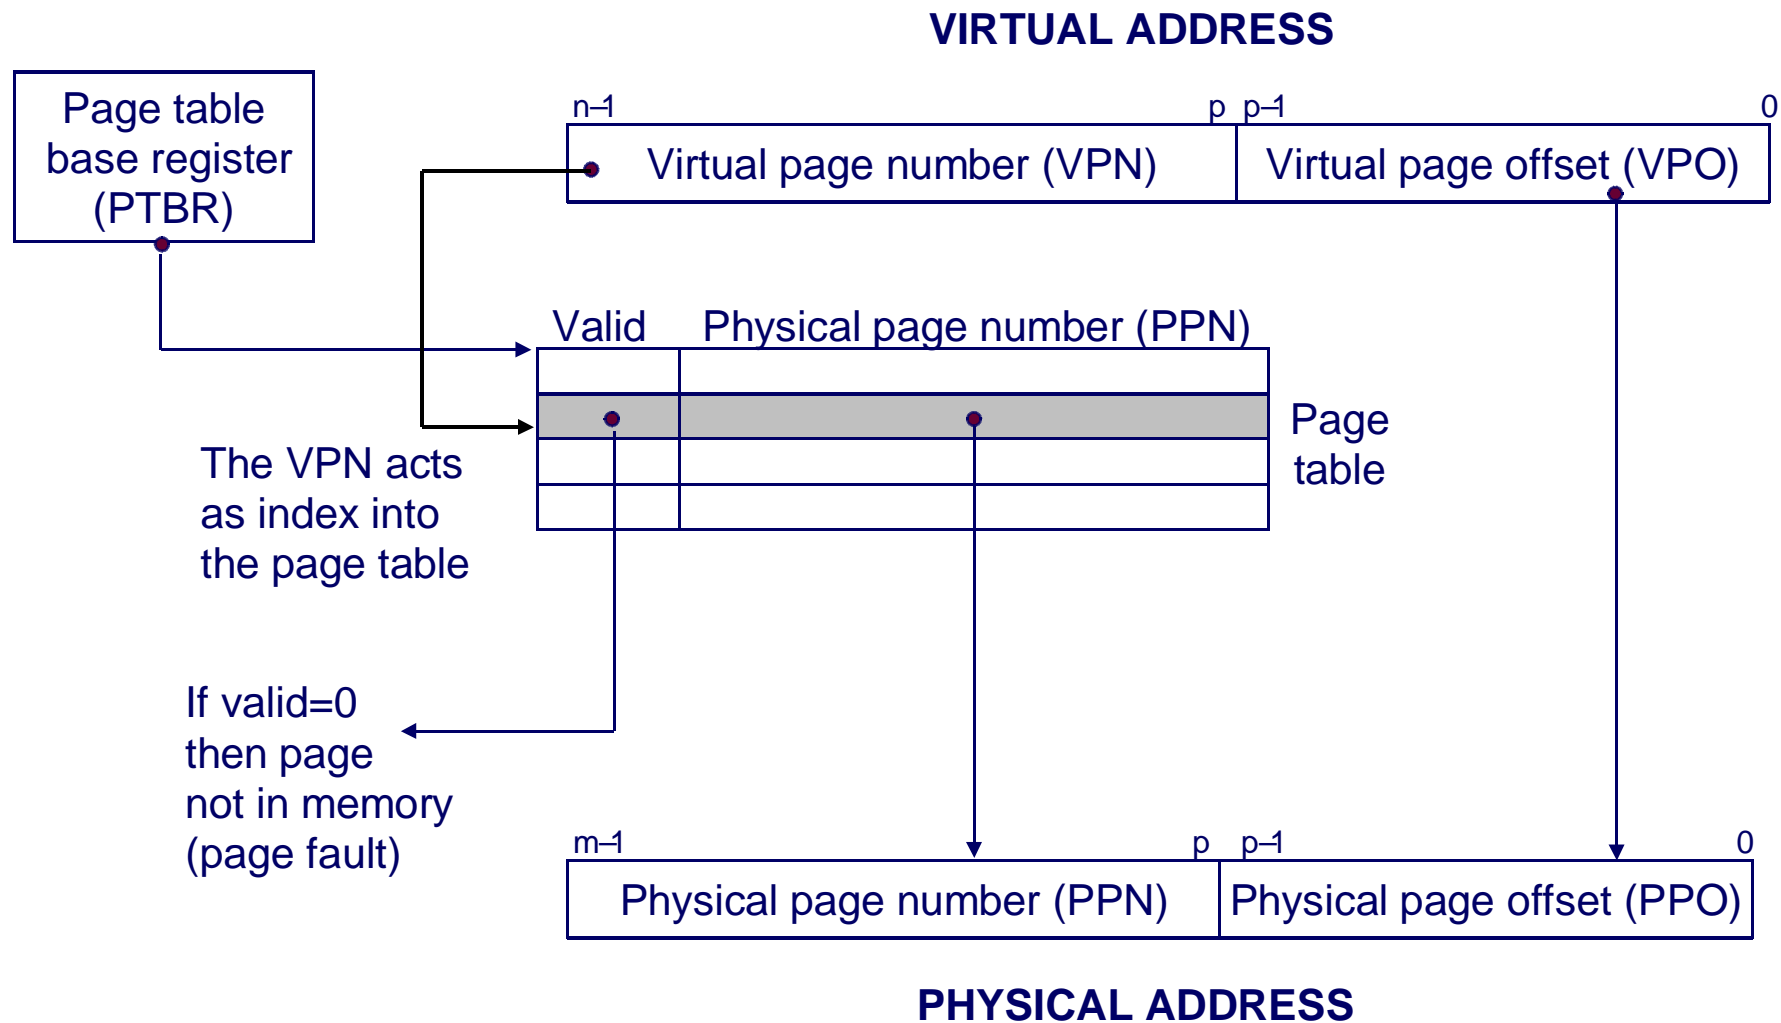 VIRTUAL ADDRESS
Page table
base register
(PTBR)
n–1
p
p–1
0
Virtual page number (VPN)
Virtual page offset (VPO)
Valid
Physical page number (PPN)
Page
table
The VPN acts
as index into
the page table
If valid=0
then page
not in memory
(page fault)
m–1
p
p–1
0
Physical page number (PPN)
Physical page offset (PPO)
PHYSICAL ADDRESS